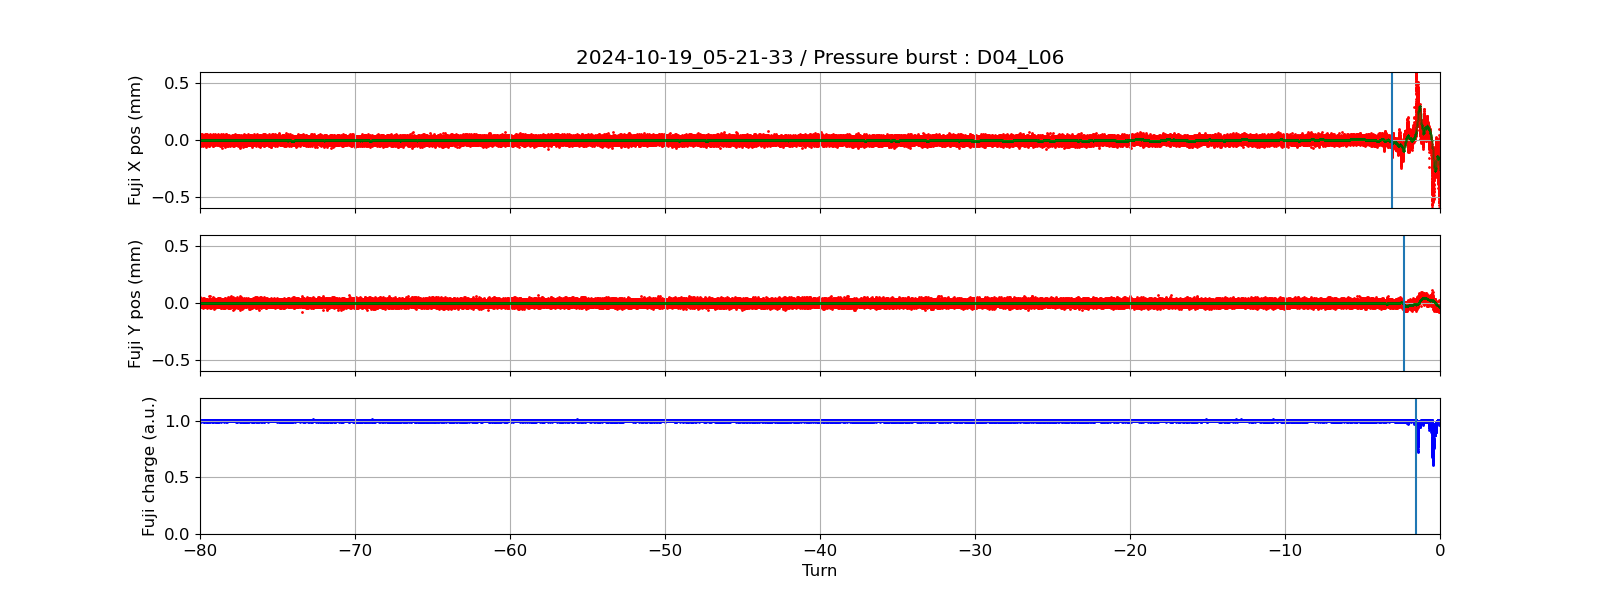 2024-10-19_05-21-33 / Pressure burst : D04_L06
Fuji X pos (mm)
0.5
0.0
−0.5
Fuji Y pos (mm)
0.5
0.0
−0.5
Fuji charge (a.u.)
1.0
0.5
0.0
−80 −70 −60 −50 −40 −30 −20 −10 0
Turn